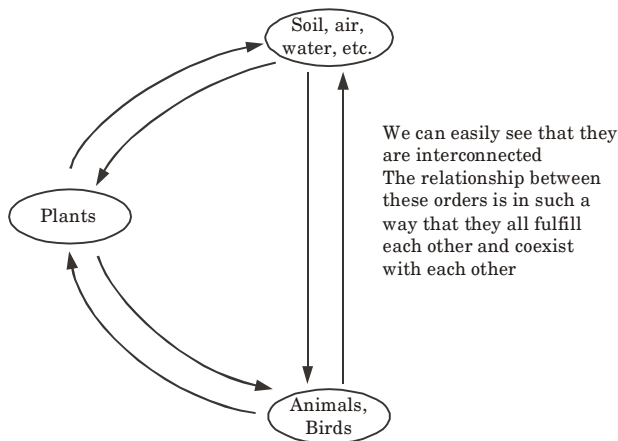 Soil, air,
water, etc.
We can easily see that they
are interconnected
The relationship between
these orders is in such a
way that they all fulfill
each other and coexist
with each other
Plants
Animals,
Birds